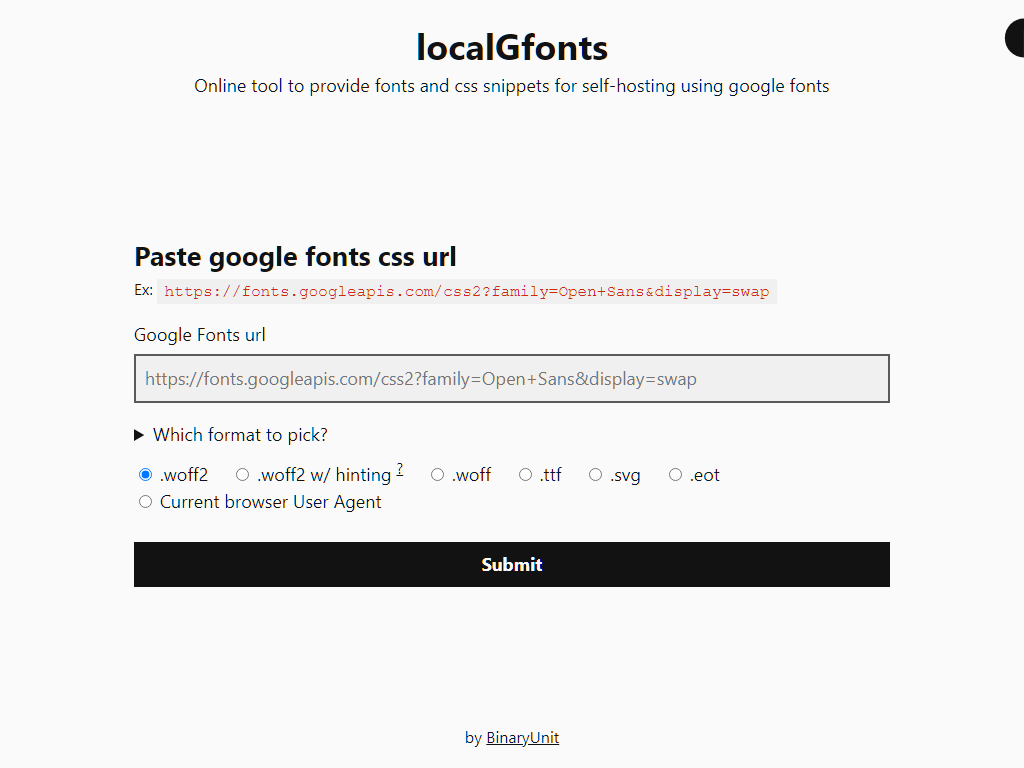 localGfonts
Online tool to provide fonts and css snippets for self-hosting using google fonts
Paste google fonts css url
Ex: https://fonts.googleapis.com/css2?family=Open+Sans&display=swap
Google Fonts url
https://fonts.googleapis.com/css2?family=Open+Sans&display=swap
Which format to pick?
.woff2 .woff2 w/ hinting ? .woff .ttf .svg .eot
Current browser User Agent
Submit
by BinaryUnit